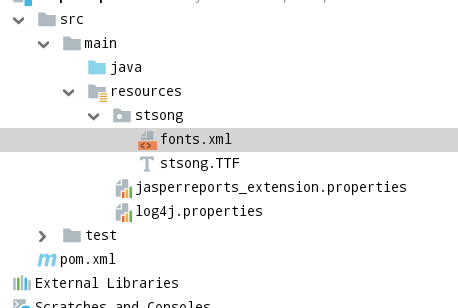 src
main
java
resources
stsong
fonts.xml
stsong.TTF
jasperreports_extension.properties
log4j.properties
test
pom.xml
External Libraries
Scratches and Consoles